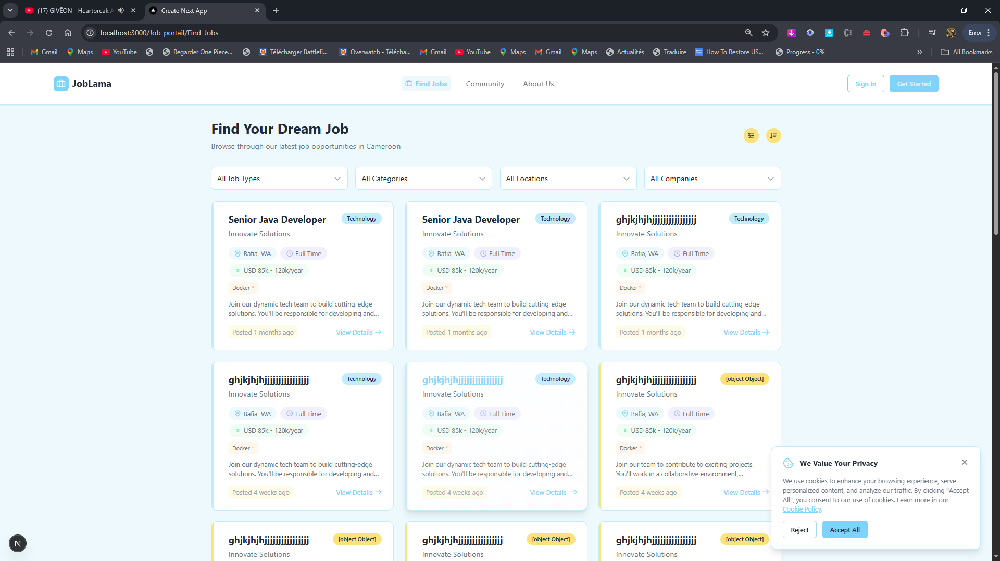 (17) GIVĒON - Heartbreak A
Create Next App
localhost:3000/Job_portail/Find_Jobs
Error
Gmail
Maps
YouTube
Regarder One Piece...
Télécharger Battlefi...
Overwatch - Télécha...
Gmail
YouTube
Maps
Gmail
Maps
Actualités
Traduire
How To Restore US...
Progress - 0%
»
All Bookmarks
JobLama
Find Jobs
Community
About Us
Sign In
Get Started
Find Your Dream Job
Browse through our latest job opportunities in Cameroon
All Job Types
All Categories
All Locations
All Companies
Senior Java Developer
Technology
Innovate Solutions
Bafia, WA
Full Time
$ USD 85k - 120k/year
Docker *
Join our dynamic tech team to build cutting-edge
solutions. You'll be responsible for developing and...
Posted 1 months ago
View Details →
Senior Java Developer
Technology
Innovate Solutions
Bafia, WA
Full Time
$ USD 85k - 120k/year
Docker *
Join our dynamic tech team to build cutting-edge
solutions. You'll be responsible for developing and...
Posted 1 months ago
View Details →
ghjkjhjhjjjjjjjjjjjjjjjj
Technology
Innovate Solutions
Bafia, WA
Full Time
$ USD 85k - 120k/year
Docker *
Join our dynamic tech team to build cutting-edge
solutions. You'll be responsible for developing and...
Posted 1 months ago
View Details →
ghjkjhjhjjjjjjjjjjjjjjjj
Technology
Innovate Solutions
Bafia, WA
Full Time
$ USD 85k - 120k/year
Docker *
Join our dynamic tech team to build cutting-edge
solutions. You'll be responsible for developing and...
Posted 4 weeks ago
View Details →
ghjkjhjhjjjjjjjjjjjjjjjj
Technology
Innovate Solutions
Bafia, WA
Full Time
$ USD 85k - 120k/year
Docker *
Join our dynamic tech team to build cutting-edge
solutions. You'll be responsible for developing and...
Posted 4 weeks ago
View Details →
ghjkjhjhjjjjjjjjjjjjjjjj
[object Object]
Innovate Solutions
Bafia, WA
Full Time
$ USD 85k - 120k/year
Docker *
Join our team to contribute to exciting projects.
You'll work in a collaborative environment,...
Posted 4 weeks ago
View Details →
ghjkjhjhjjjjjjjjjjjjjjjj
[object Object]
Innovate Solutions
ghjkjhjhjjjjjjjjjjjjjjjj
[object Object]
Innovate Solutions
ghjkjhjhjjjjjjjjjjjjjjjj
[object Object]
Innovate Solutions
We Value Your Privacy
We use cookies to enhance your browsing experience, serve
personalized content, and analyze our traffic. By clicking "Accept
All", you consent to our use of cookies. Learn more in our
Cookie Policy.
Reject
Accept All
N